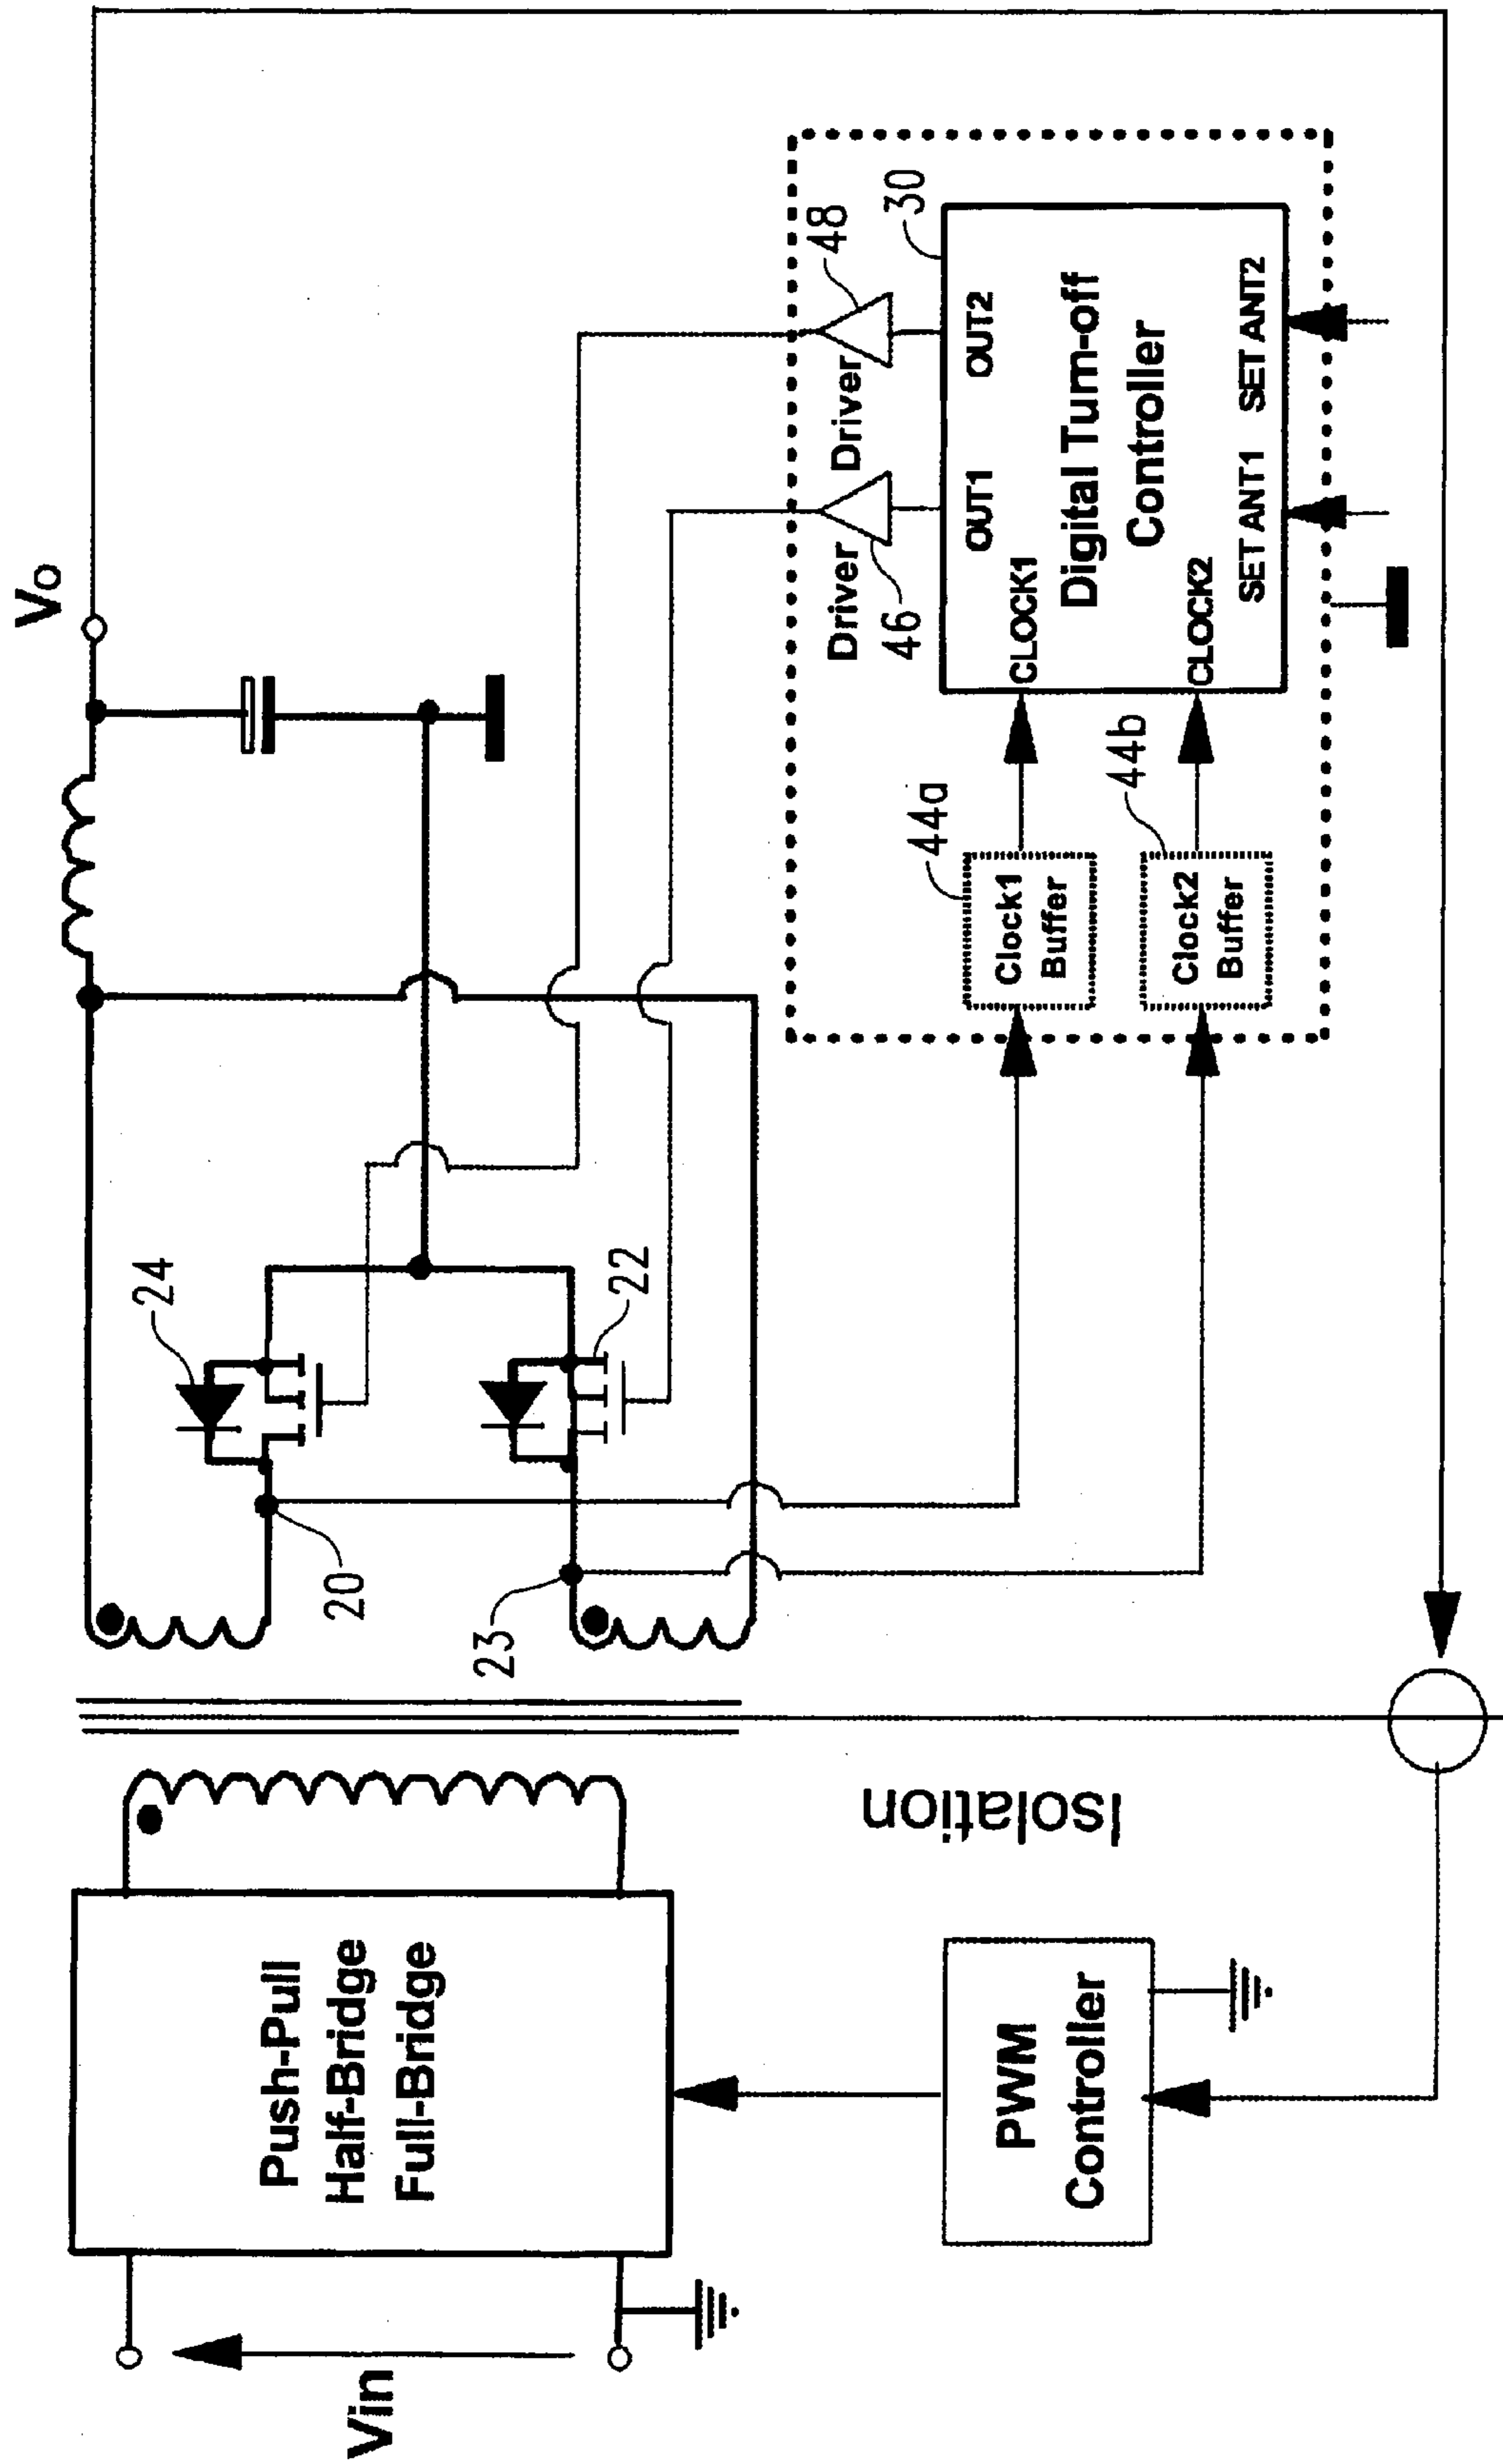 Vin
Push-Pull
Half-Bridge
Full-Bridge
PWM
Controller
Isolation
20
23
24
22
Vo
Clock1
Buffer
44a
Clock2
Buffer
44b
Driver
46
Driver
48
30
OUT1
OUT2
CLOCK1
Digital Turn-off
Controller
CLOCK2
SET ANT1
SET ANT2